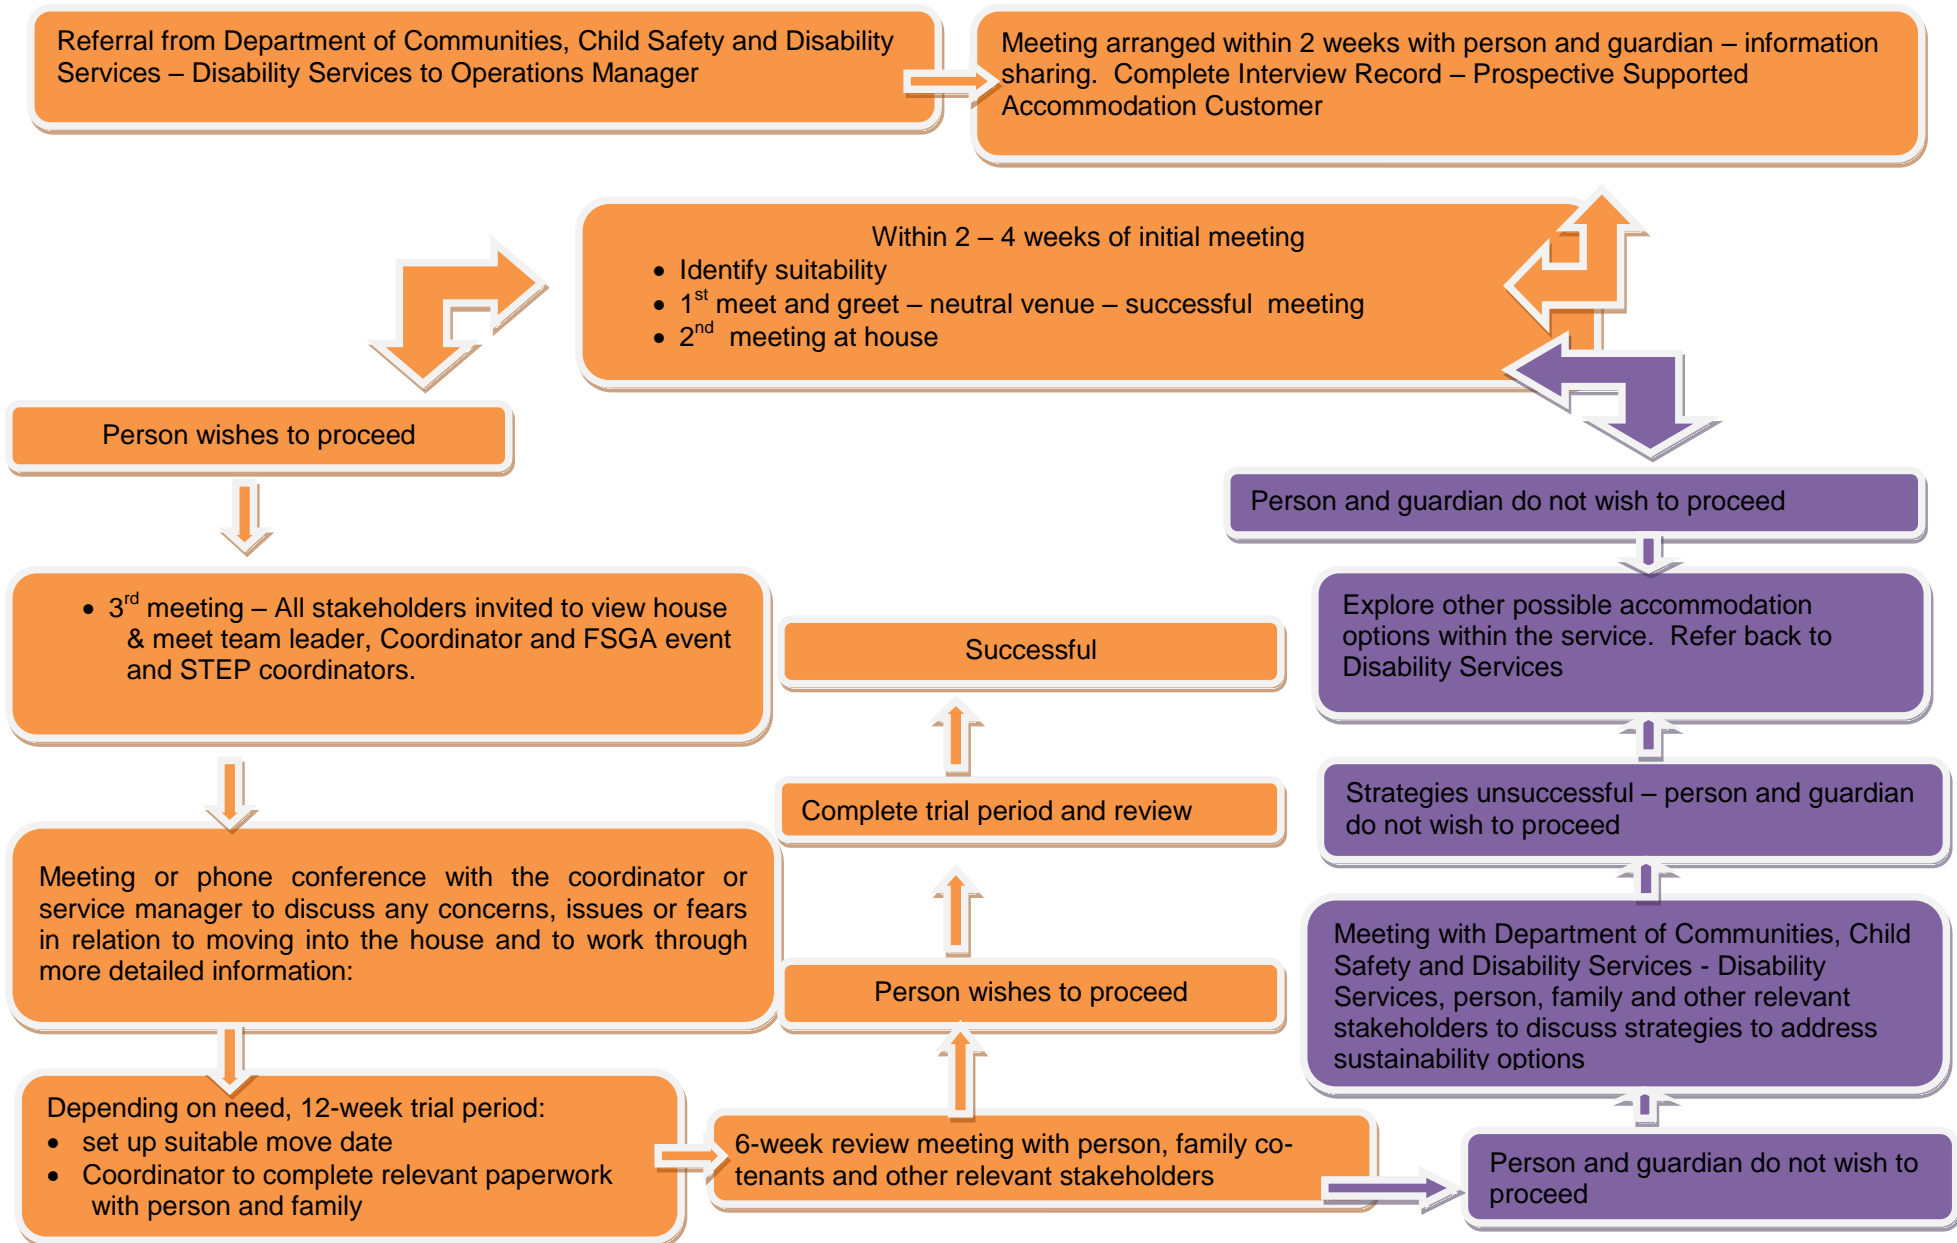 Referral from Department of Communities, Child Safety and Disability
Services – Disability Services to Operations Manager
Meeting arranged within 2 weeks with person and guardian – information
sharing.  Complete Interview Record – Prospective Supported
Accommodation Customer
Within 2 – 4 weeks of initial meeting
• Identify suitability
• 1st meet and greet – neutral venue – successful  meeting
• 2nd  meeting at house
Person wishes to proceed
• 3rd meeting – All stakeholders invited to view house
& meet team leader, Coordinator and FSGA event
and STEP coordinators.
Meeting or phone conference with the coordinator or
service manager to discuss any concerns, issues or fears
in relation to moving into the house and to work through
more detailed information:
Depending on need, 12-week trial period:
• set up suitable move date
• Coordinator to complete relevant paperwork
with person and family
6-week review meeting with person, family co-
tenants and other relevant stakeholders
Person wishes to proceed
Complete trial period and review
Successful
Person and guardian do not wish to proceed
Explore other possible accommodation
options within the service.  Refer back to
Disability Services
Strategies unsuccessful – person and guardian
do not wish to proceed
Meeting with Department of Communities, Child
Safety and Disability Services - Disability
Services, person, family and other relevant
stakeholders to discuss strategies to address
sustainability options
Person and guardian do not wish to
proceed